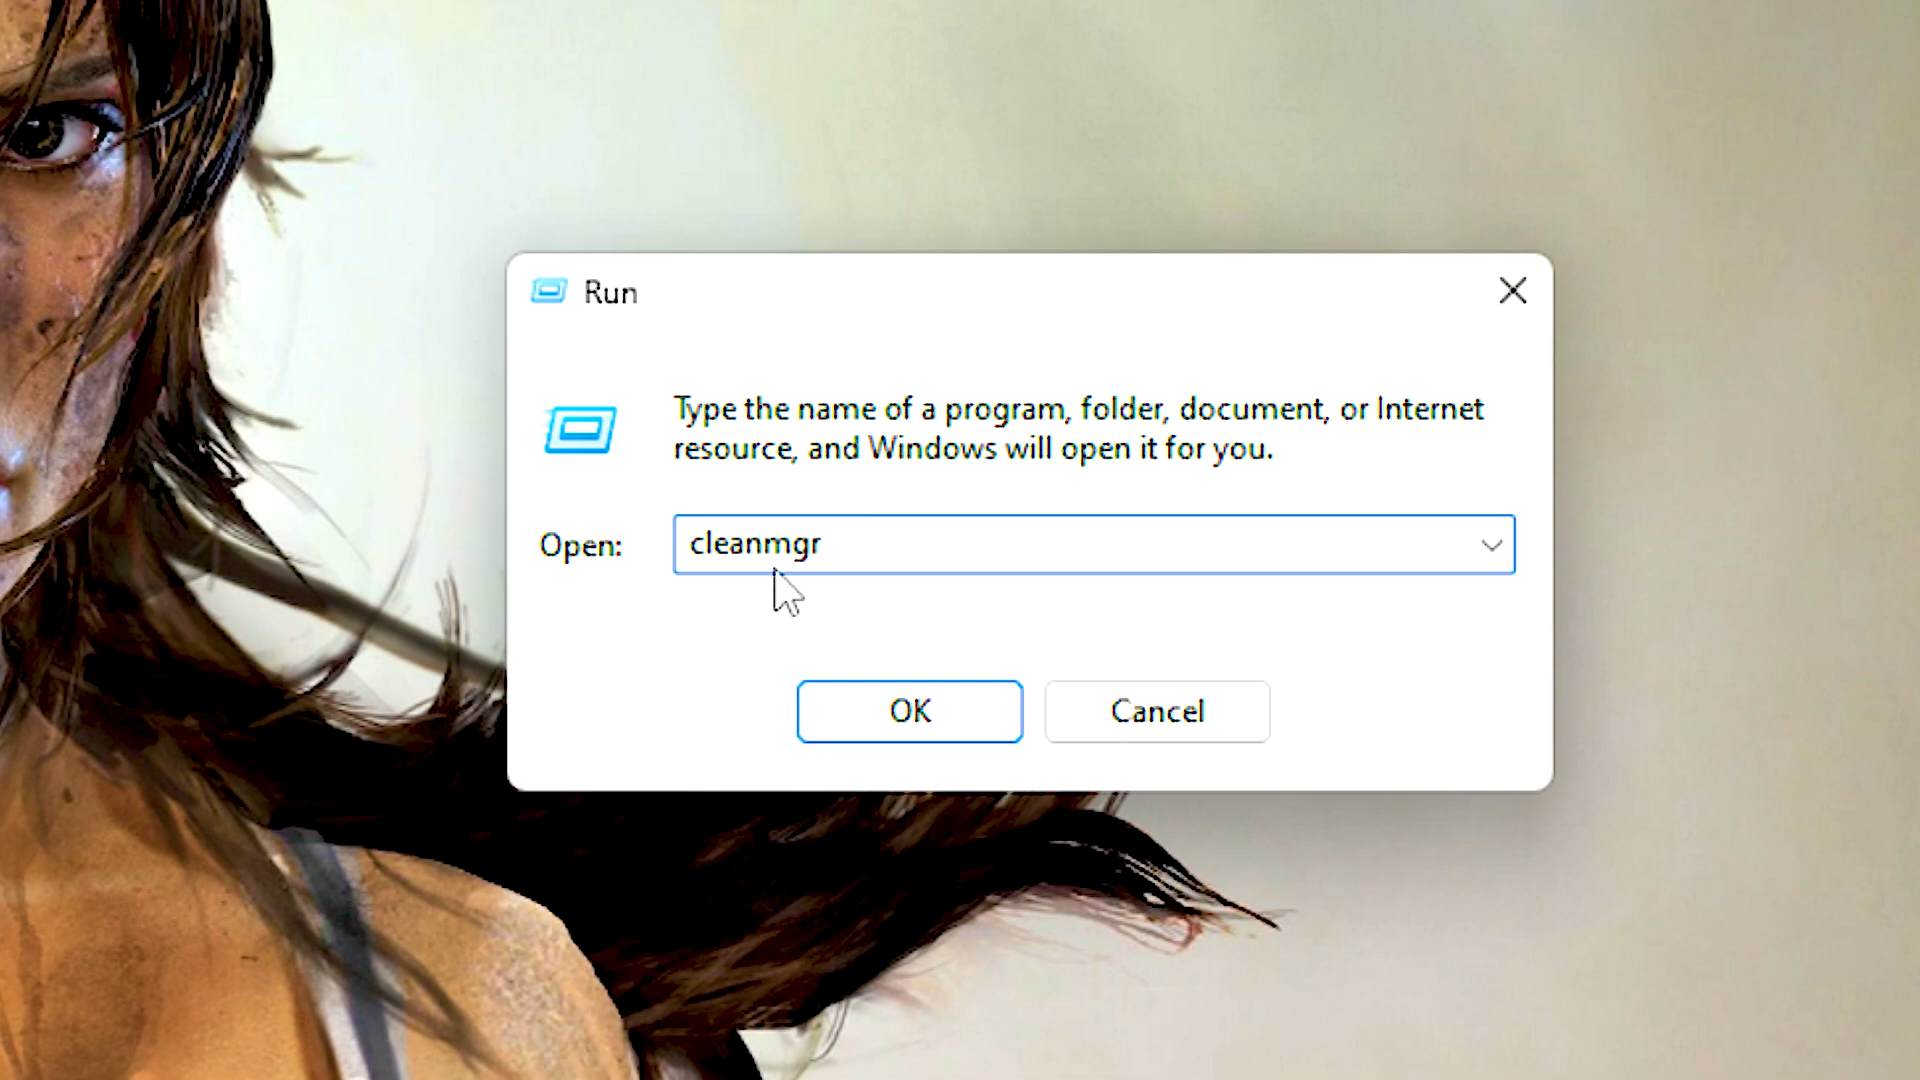 Run
Type the name of a program, folder, document, or Internet
resource, and Windows will open it for you.
Open:
cleanmgr
OK
Cancel